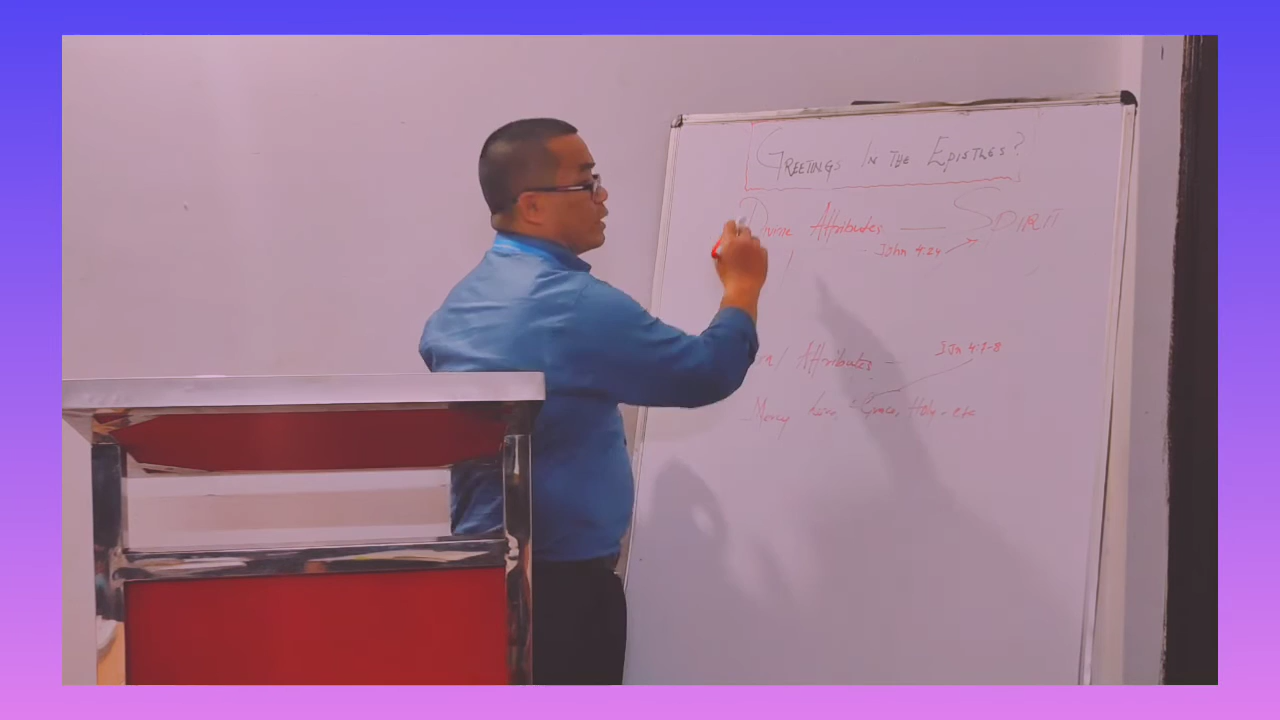 GREETINGS IN THE EPISTLES?
Divine Attributes — SPIRIT
John 4:24
I Jn 4:7-8
Attributes —
Mercy Love, Grace, Holy - etc